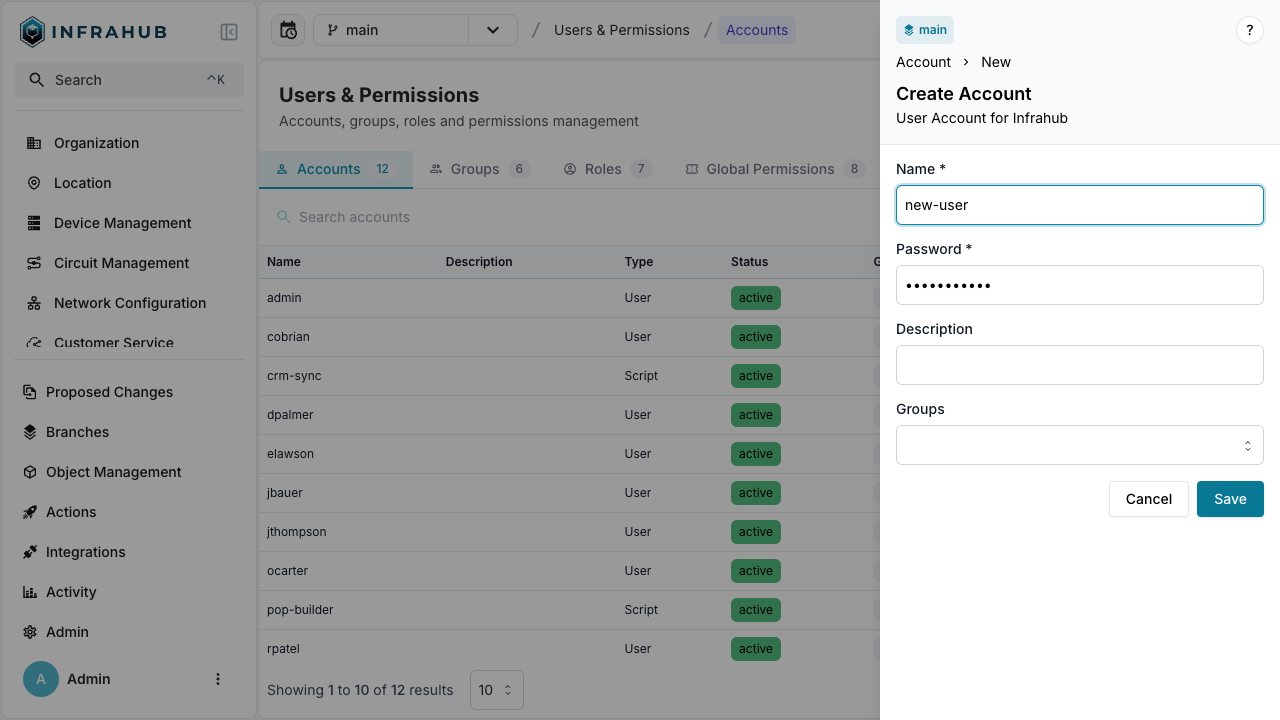 INFRAHUB
Search ^K
Organization
Location
Device Management
Circuit Management
Network Configuration
Customer Service
Proposed Changes
Branches
Object Management
Actions
Integrations
Activity
Admin
A Admin
main / Users & Permissions / Accounts
Users & Permissions
Accounts, groups, roles and permissions management
Accounts 12 Groups 6 Roles 7 Global Permissions 8
Search accounts
Name Description Type Status
admin User active
cobrian User active
crm-sync Script active
dpalmer User active
elawson User active
jbauer User active
jthompson User active
ocarter User active
pop-builder Script active
rpatel User active
Showing 1 to 10 of 12 results 10
main ?
Account > New
Create Account
User Account for Infrahub
Name *
new-user
Password *
•••••••••••
Description
Groups
Cancel Save